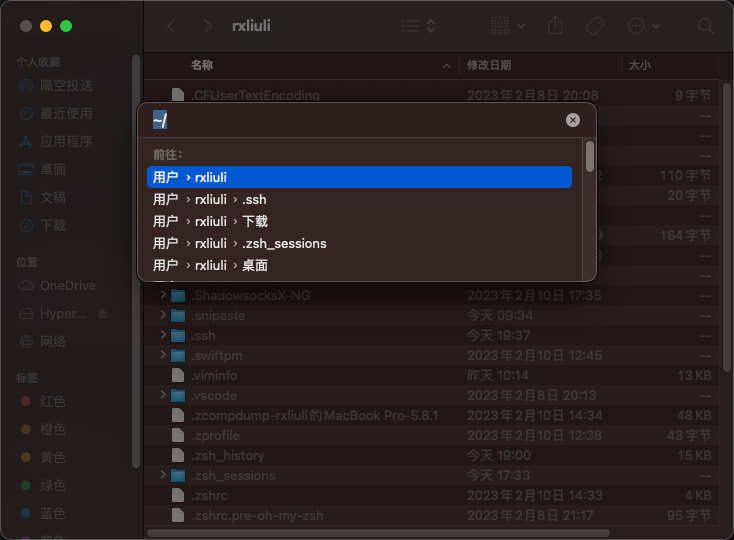 rxliuli
个人收藏
隔空投送
最近使用
应用程序
桌面
文稿
下载
位置
OneDrive
Hyper...
网络
标签
红色
橙色
黄色
绿色
蓝色
名称 修改日期 大小
.CFUserTextEncoding 2023年2月8日 20:08 9 字节
~/
前往:
用户 › rxliuli
用户 › rxliuli › .ssh
用户 › rxliuli › 下载
用户 › rxliuli › .zsh_sessions
用户 › rxliuli › 桌面
--
--
--
110 字节
20 字节
--
164 字节
--
--
.ShadowsocksX-NG 2023年2月10日 17:35 --
.snipaste 今天 09:34 --
.ssh 今天 19:37 --
.swiftpm 2023年2月10日 12:45 --
.viminfo 昨天 10:14 13 KB
.vscode 2023年2月8日 20:13 --
.zcompdump-rxliuli的MacBook Pro-5.8.1 2023年2月10日 14:34 48 KB
.zprofile 2023年2月10日 12:38 43 字节
.zsh_history 今天 19:00 15 KB
.zsh_sessions 今天 17:33 --
.zshrc 2023年2月10日 14:33 4 KB
.zshrc.pre-oh-my-zsh 2023年2月8日 21:17 95 字节